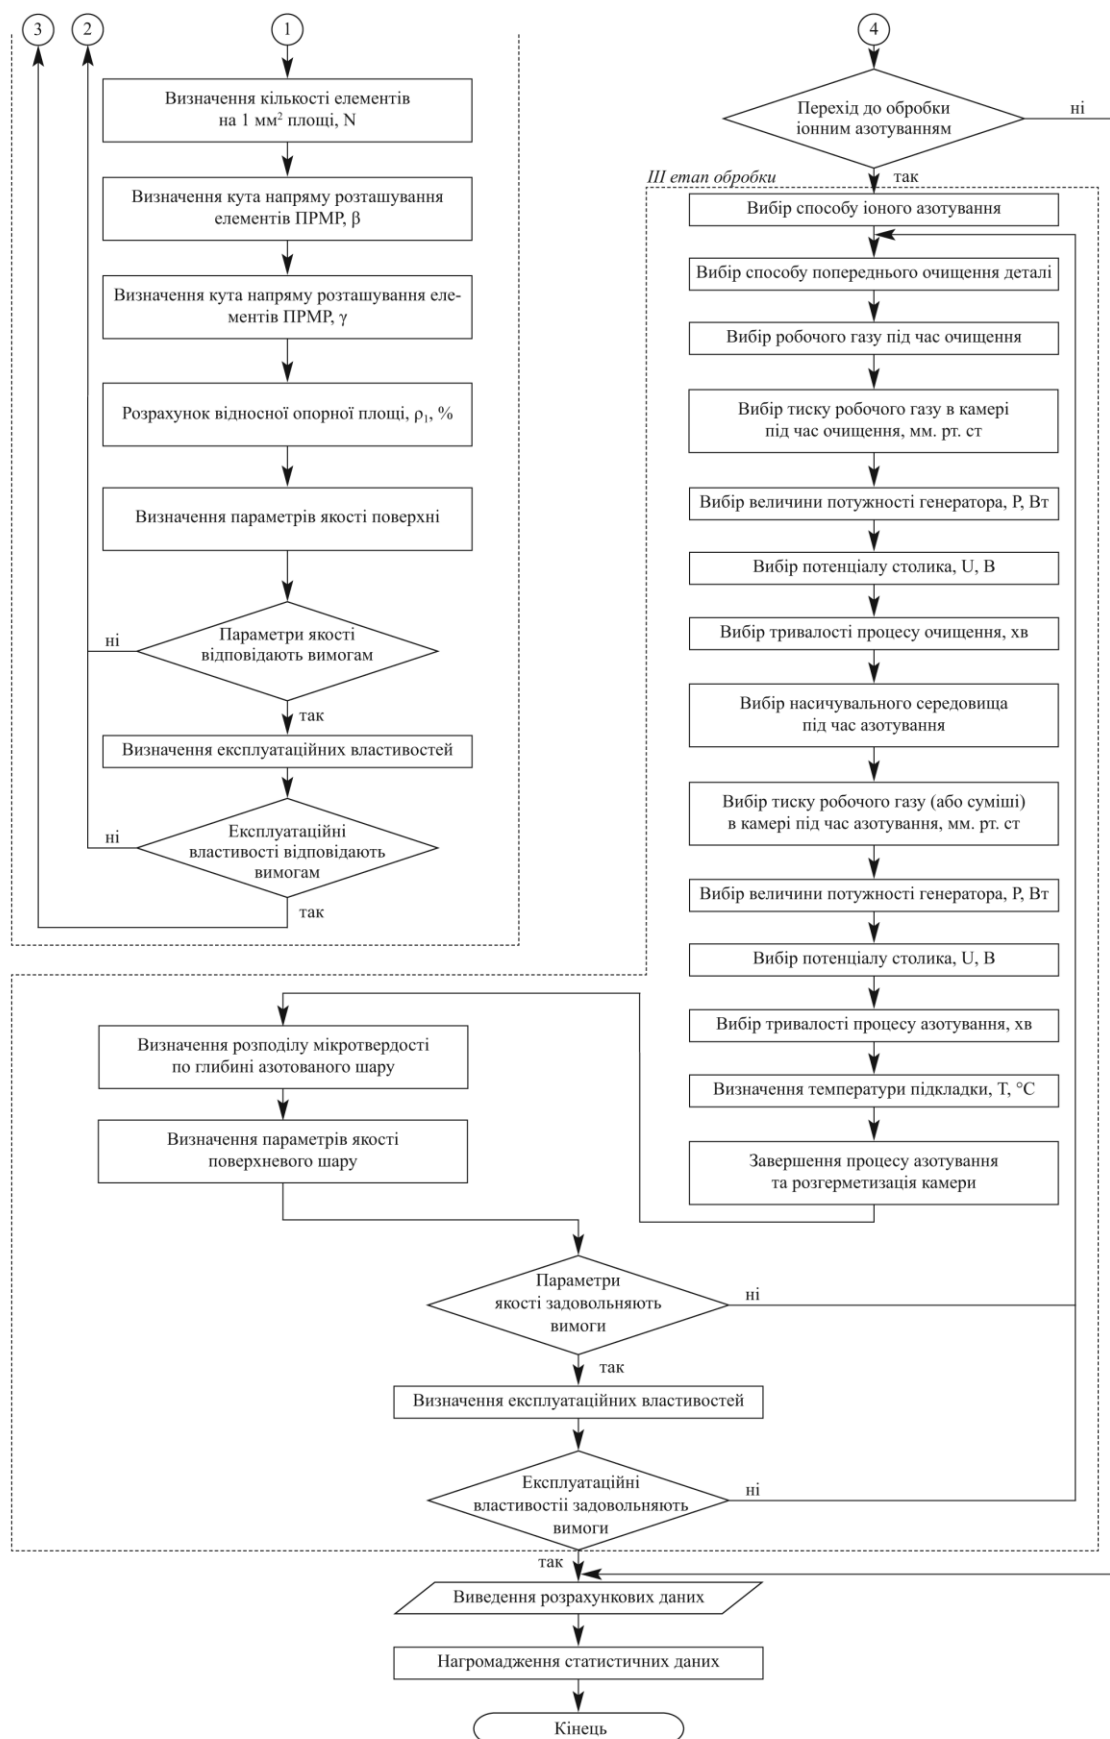 3
2
1
Визначення кількості елементів
на 1 мм² площі, N
Визначення кута напряму розташування
елементів ПРМР, β
Визначення кута напряму розташування еле-
ментів ПРМР, γ
Розрахунок відносної опорної площі, ρ₁, %
Визначення параметрів якості поверхні
Параметри якості
відповідають вимогам
ні
так
Визначення експлуатаційних властивостей
Експлуатаційні
властивості відповідають
вимогам
ні
так
4
Перехід до обробки
іонним азотуванням
ні
так
III етап обробки
Вибір способу іоного азотування
Вибір способу попереднього очищення деталі
Вибір робочого газу під час очищення
Вибір тиску робочого газу в камері
під час очищення, мм. рт. ст
Вибір величини потужності генератора, P, Вт
Вибір потенціалу столика, U, В
Вибір тривалості процесу очищення, хв
Вибір насичувального середовища
під час азотування
Вибір тиску робочого газу (або суміші)
в камері під час азотування, мм. рт. ст
Вибір величини потужності генератора, P, Вт
Вибір потенціалу столика, U, В
Вибір тривалості процесу азотування, хв
Визначення температури підкладки, T, °C
Завершення процесу азотування
та розгерметизація камери
Визначення розподілу мікротвердості
по глибині азотованого шару
Визначення параметрів якості
поверхневого шару
Параметри
якості задовольняють
вимоги
ні
так
Визначення експлуатаційних властивостей
Експлуатаційні
властивостіі задовольняють
вимоги
ні
так
Виведення розрахункових даних
Нагромадження статистичних даних
Кінець